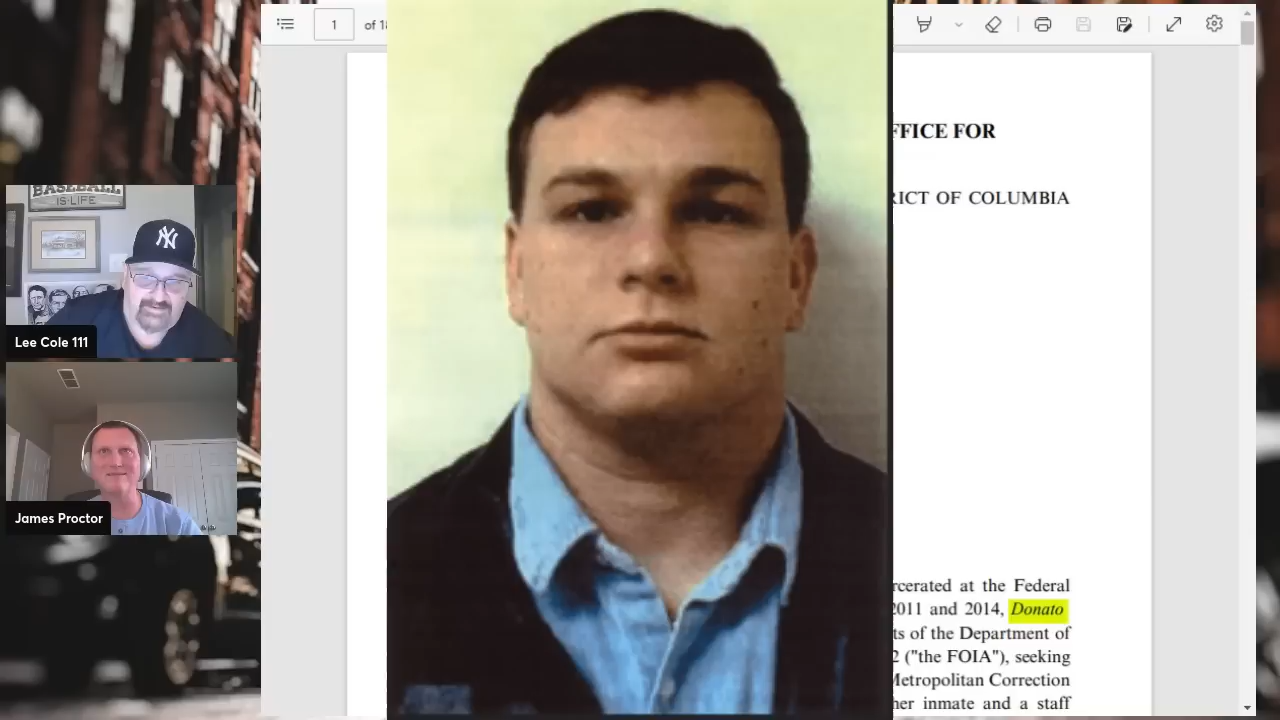 1
of 18
FFICE FOR
RICT OF COLUMBIA
BASEBALL
IS·LIFE
Lee Cole 111
James Proctor
rcerated at the Federal
2011 and 2014, Donato
ts of the Department of
2 ("the FOIA"), seeking
Metropolitan Correction
her inmate and a staff